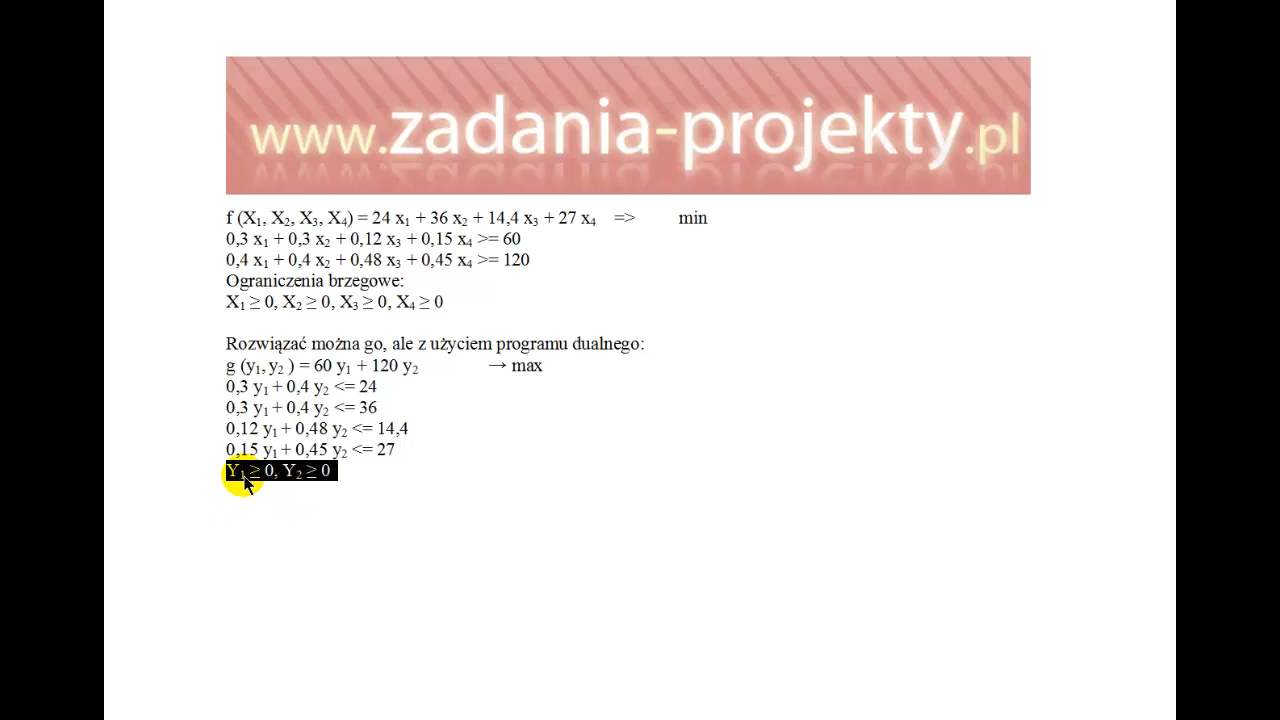 www.zadania-projekty.pl
f (X₁, X₂, X₃, X₄) = 24 x₁ + 36 x₂ + 14,4 x₃ + 27 x₄ => min
0,3 x₁ + 0,3 x₂ + 0,12 x₃ + 0,15 x₄ >= 60
0,4 x₁ + 0,4 x₂ + 0,48 x₃ + 0,45 x₄ >= 120
Ograniczenia brzegowe:
X₁ ≥ 0, X₂ ≥ 0, X₃ ≥ 0, X₄ ≥ 0
Rozwiązać można go, ale z użyciem programu dualnego:
g (y₁, y₂ ) = 60 y₁ + 120 y₂ → max
0,3 y₁ + 0,4 y₂ <= 24
0,3 y₁ + 0,4 y₂ <= 36
0,12 y₁ + 0,48 y₂ <= 14,4
0,15 y₁ + 0,45 y₂ <= 27
Y₁ ≥ 0, Y₂ ≥ 0